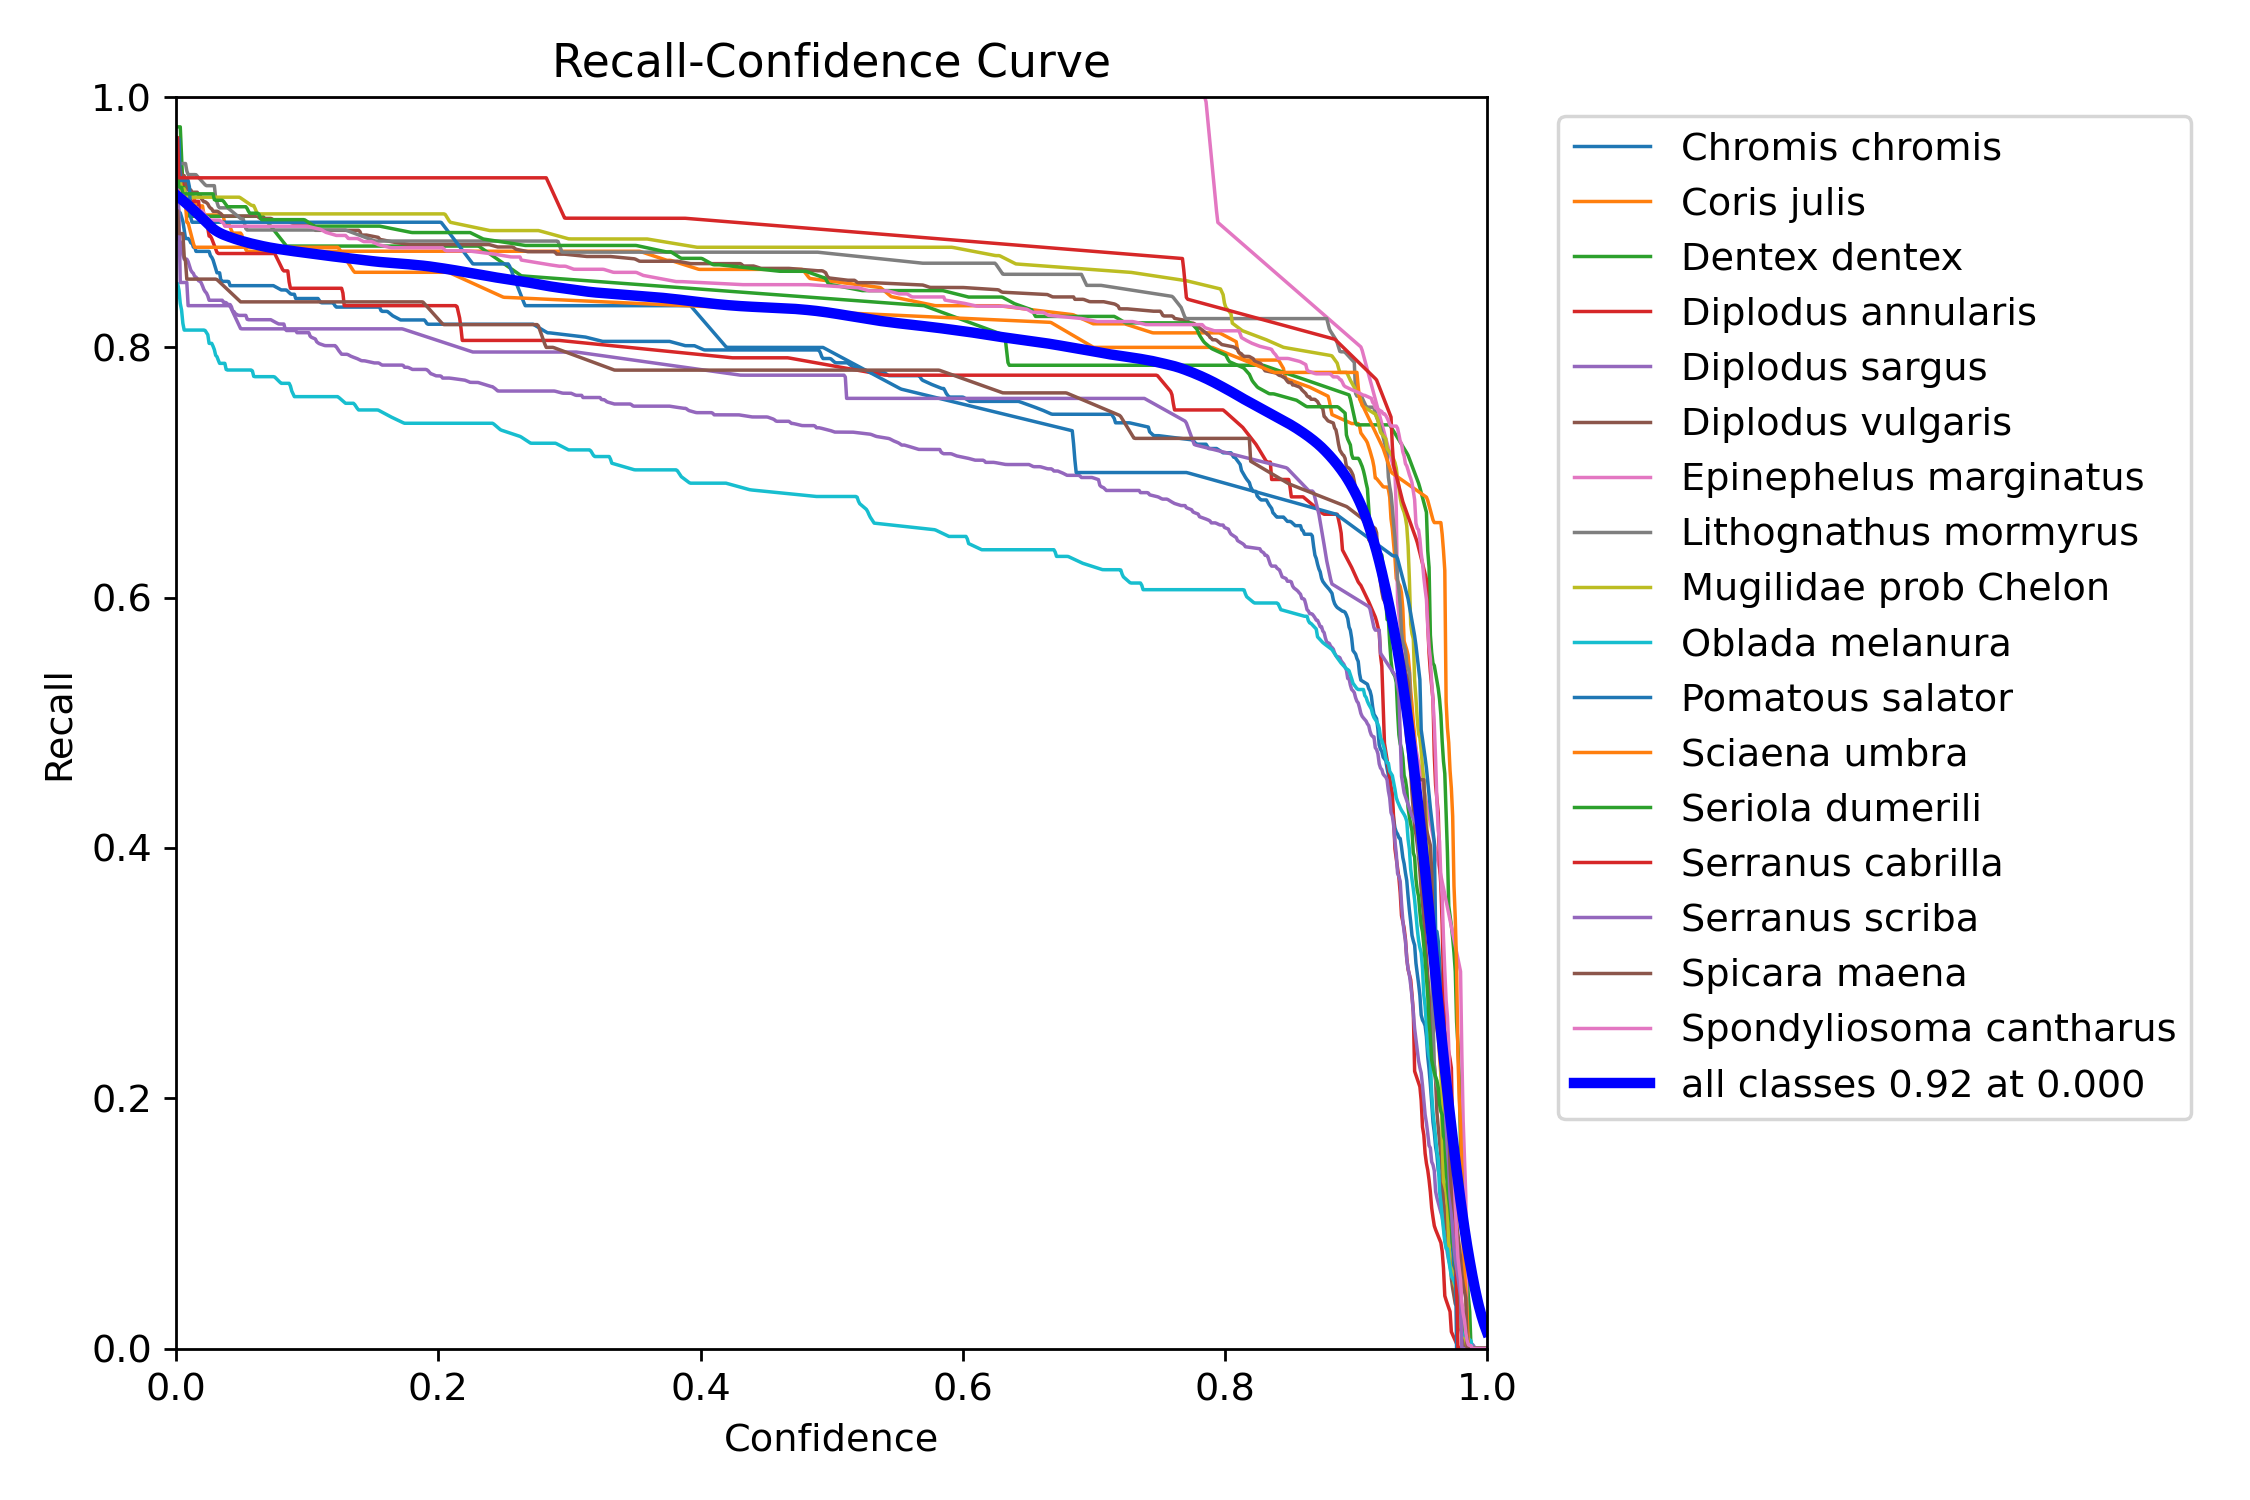 Recall-Confidence Curve
1.0
0.8
0.6
0.4
0.2
0.0
Recall
0.0 0.2 0.4 0.6 0.8 1.0
Confidence
Chromis chromis
Coris julis
Dentex dentex
Diplodus annularis
Diplodus sargus
Diplodus vulgaris
Epinephelus marginatus
Lithognathus mormyrus
Mugilidae prob Chelon
Oblada melanura
Pomatous salator
Sciaena umbra
Seriola dumerili
Serranus cabrilla
Serranus scriba
Spicara maena
Spondyliosoma cantharus
all classes 0.92 at 0.000